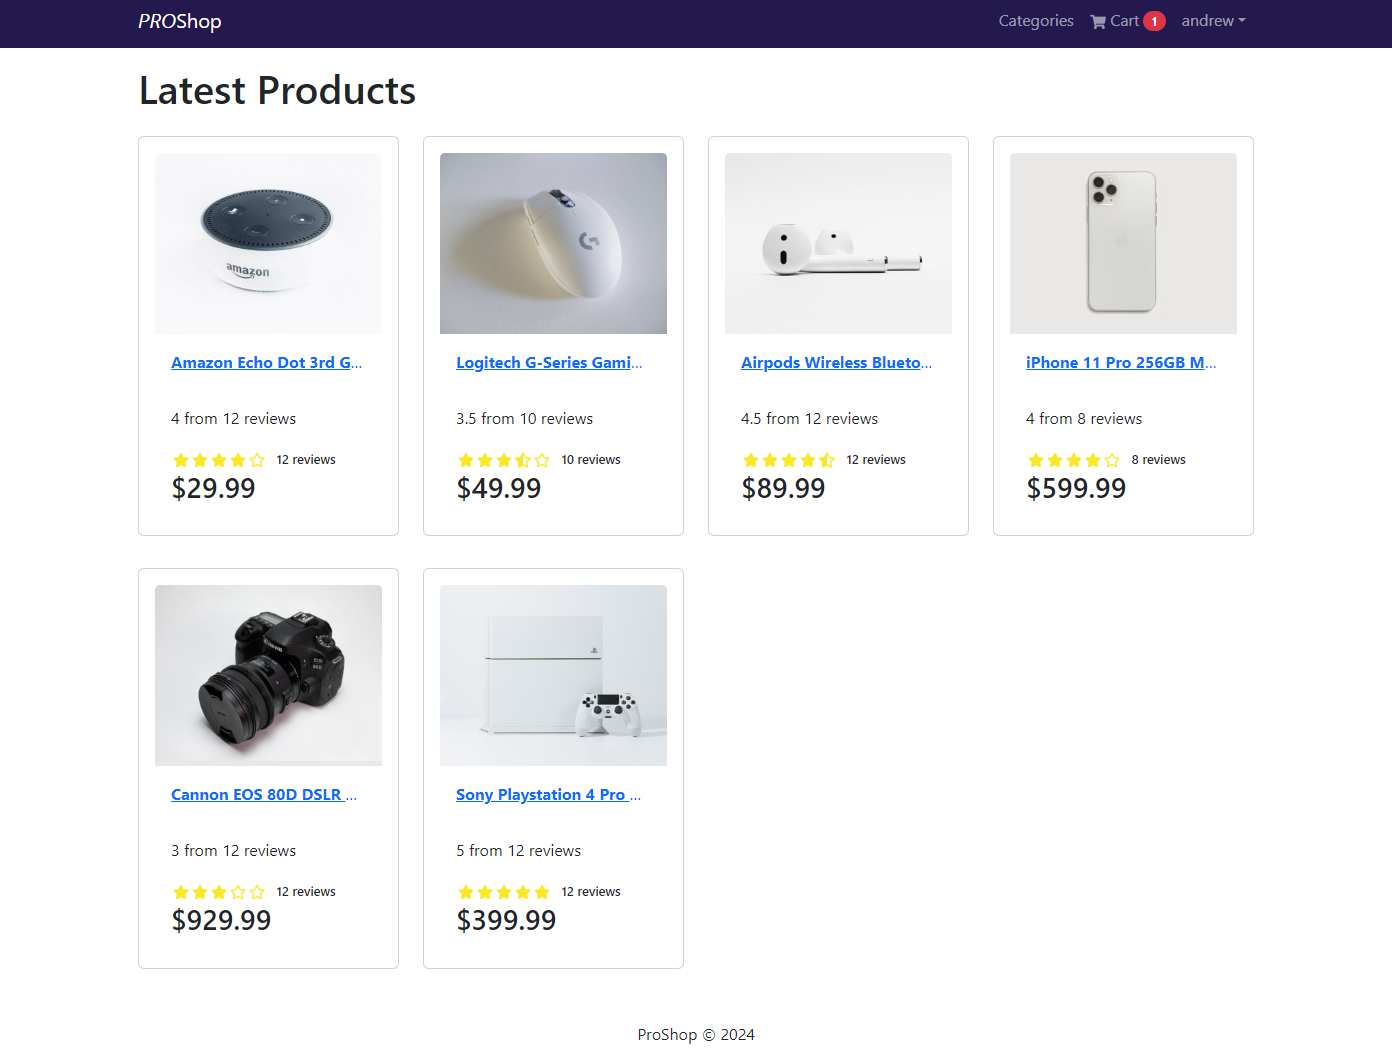 PROShop
Categories
Cart 1
andrew
Latest Products
amazon
Amazon Echo Dot 3rd G...
4 from 12 reviews
12 reviews
$29.99
G
Logitech G-Series Gami...
3.5 from 10 reviews
10 reviews
$49.99
Airpods Wireless Blueto...
4.5 from 12 reviews
12 reviews
$89.99
iPhone 11 Pro 256GB M...
4 from 8 reviews
8 reviews
$599.99
Canon
EOS
80D
Cannon EOS 80D DSLR ...
3 from 12 reviews
12 reviews
$929.99
Sony Playstation 4 Pro ...
5 from 12 reviews
12 reviews
$399.99
ProShop © 2024